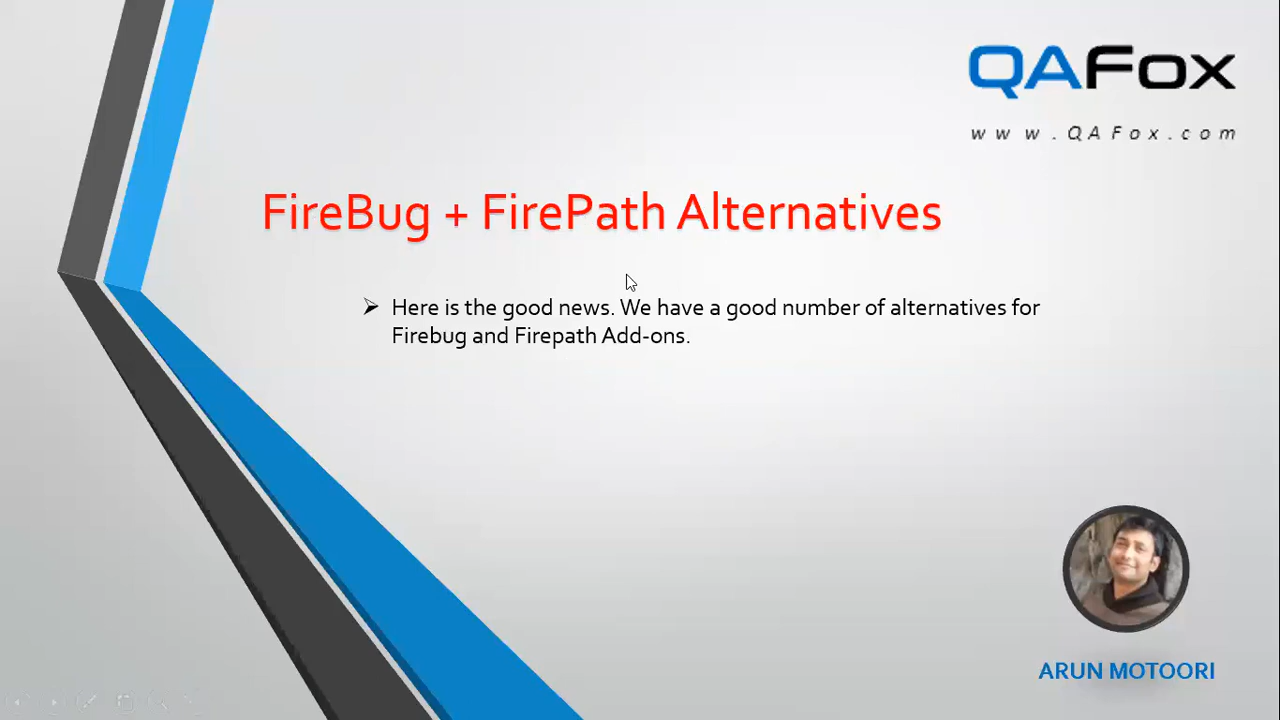 QAFox
www.QAFox.com
FireBug + FirePath Alternatives
Here is the good news. We have a good number of alternatives for
Firebug and Firepath Add-ons.
ARUN MOTOORI